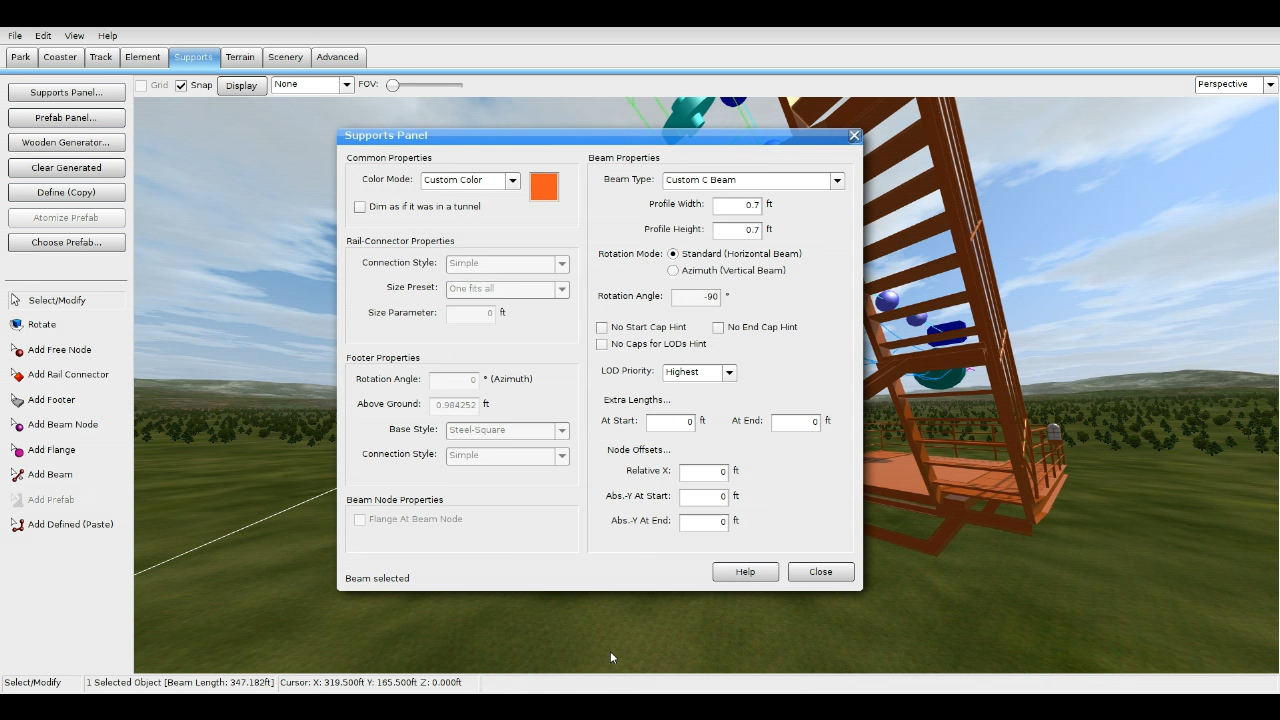 File Edit View Help
Park Coaster Track Element Supports Terrain Scenery Advanced
Grid Snap Display None FOV: Perspective
Supports Panel...
Prefab Panel...
Wooden Generator...
Clear Generated
Define (Copy)
Atomize Prefab
Choose Prefab...
Select/Modify
Rotate
Add Free Node
Add Rail Connector
Add Footer
Add Beam Node
Add Flange
Add Beam
Add Prefab
Add Defined (Paste)
Supports Panel
Common Properties
Color Mode: Custom Color
Dim as if it was in a tunnel
Rail-Connector Properties
Connection Style: Simple
Size Preset: One fits all
Size Parameter: 0 ft
Footer Properties
Rotation Angle: 0 ° (Azimuth)
Above Ground: 0.984252 ft
Base Style: Steel-Square
Connection Style: Simple
Beam Node Properties
Flange At Beam Node
Beam selected
Beam Properties
Beam Type: Custom C Beam
Profile Width: 0.7 ft
Profile Height: 0.7 ft
Rotation Mode: Standard (Horizontal Beam)
Azimuth (Vertical Beam)
Rotation Angle: -90 °
No Start Cap Hint No End Cap Hint
No Caps for LODs Hint
LOD Priority: Highest
Extra Lengths...
At Start: 0 ft At End: 0 ft
Node Offsets...
Relative X: 0 ft
Abs.-Y At Start: 0 ft
Abs.-Y At End: 0 ft
Help Close
Select/Modify 1 Selected Object [Beam Length: 347.182ft] Cursor: X: 319.500ft Y: 165.500ft Z: 0.000ft